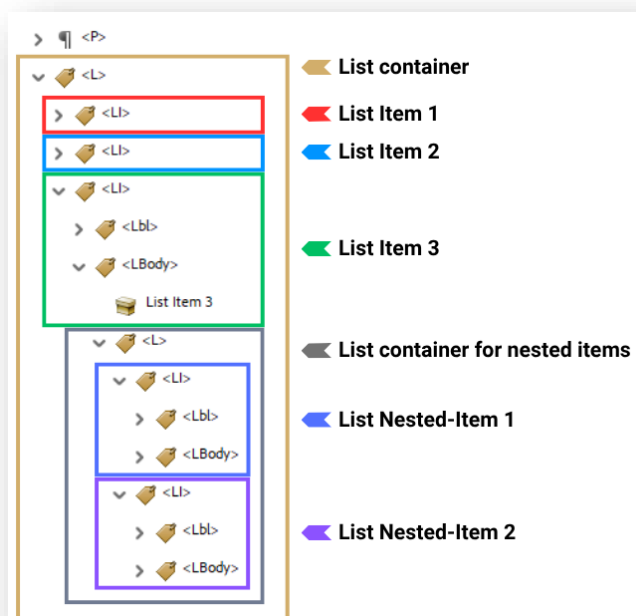 <P>
<L> List container
<LI> List Item 1
<LI> List Item 2
<LI>
<Lbl>
List Item 3
<LBody>
List Item 3
<L> List container for nested items
<LI>
<Lbl> List Nested-Item 1
<LBody>
<LI>
<Lbl> List Nested-Item 2
<LBody>